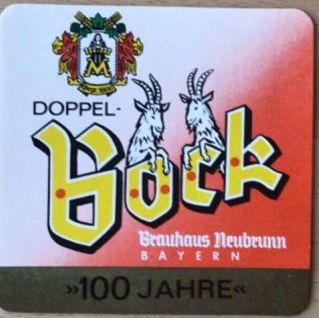 M
DOPPEL-
Bock
Brauhaus Neubrunn
BAYERN
»100 JAHRE«